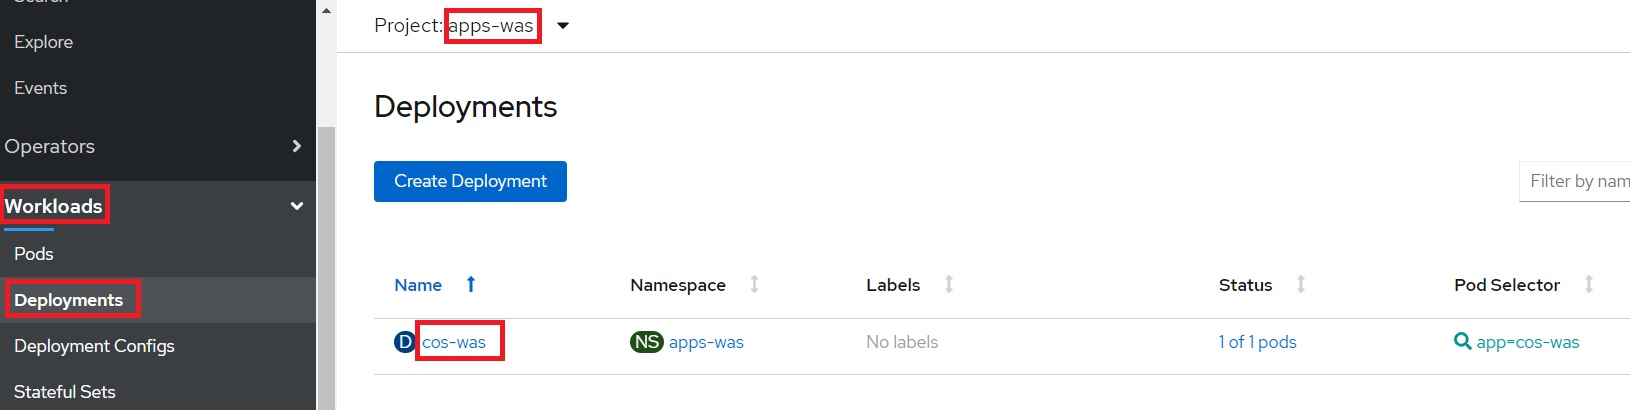 Search
Explore
Events
Operators
Workloads
Pods
Deployments
Deployment Configs
Stateful Sets
Project: apps-was
Deployments
Create Deployment
Filter by nam
Name Namespace Labels Status Pod Selector
D cos-was NS apps-was No labels 1 of 1 pods app=cos-was